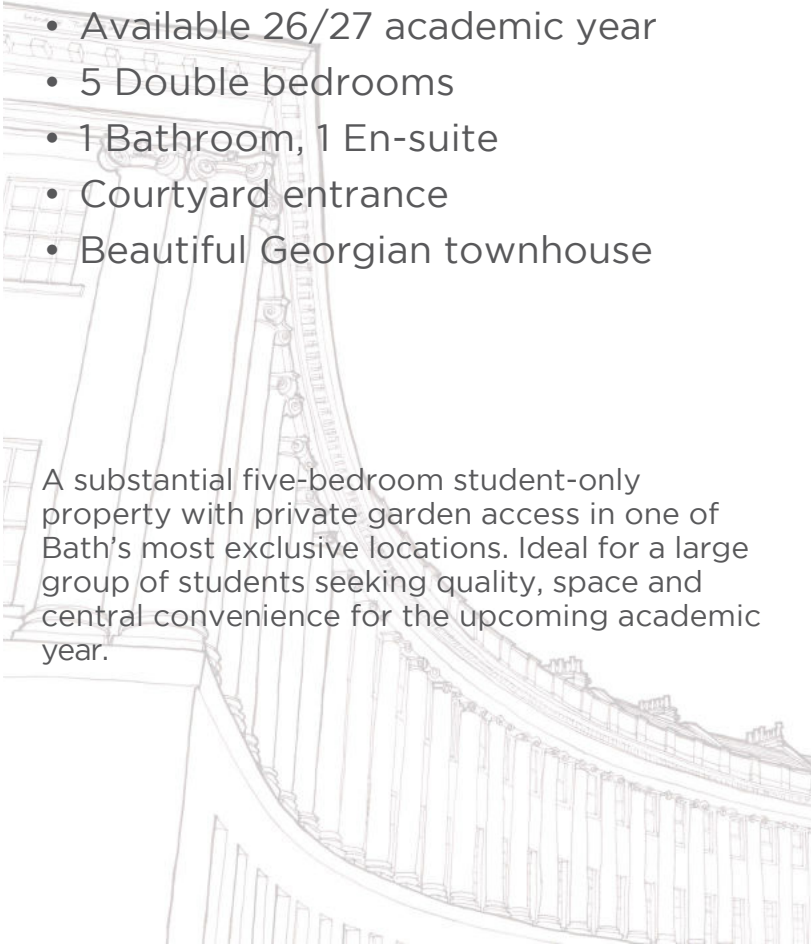 • Available 26/27 academic year
• 5 Double bedrooms
• 1 Bathroom, 1 En-suite
• Courtyard entrance
• Beautiful Georgian townhouse
A substantial five-bedroom student-only
property with private garden access in one of
Bath’s most exclusive locations. Ideal for a large
group of students seeking quality, space and
central convenience for the upcoming academic
year.